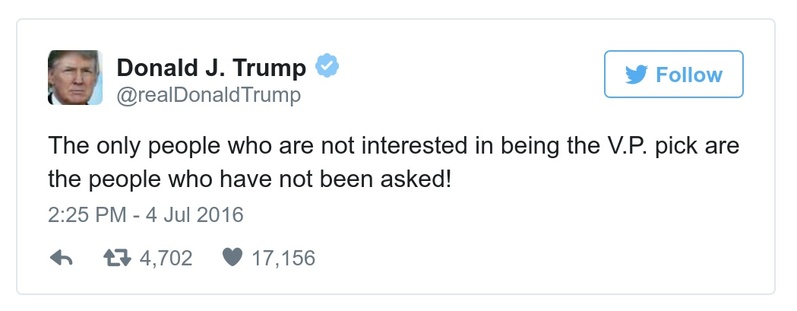 Donald J. Trump
@realDonaldTrump
Follow
The only people who are not interested in being the V.P. pick are
the people who have not been asked!
2:25 PM - 4 Jul 2016
4,702 17,156